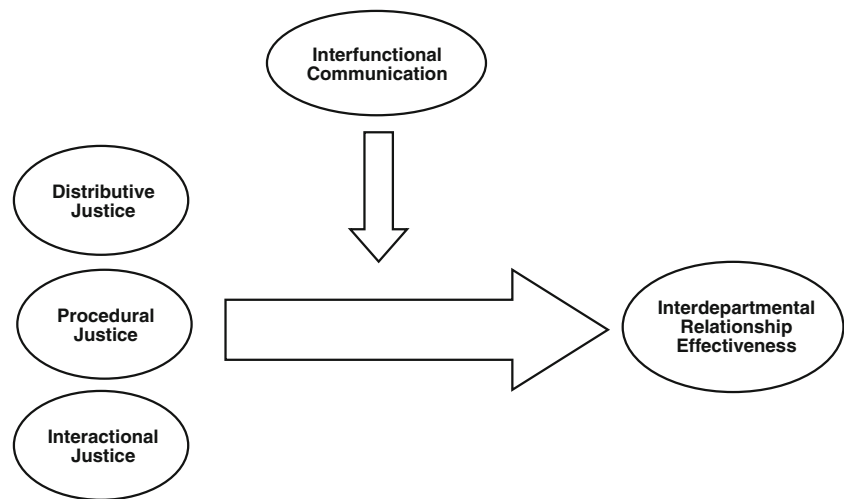 Interfunctional
Communication
Distributive
Justice
Procedural
Justice
Interactional
Justice
Interdepartmental
Relationship
Effectiveness